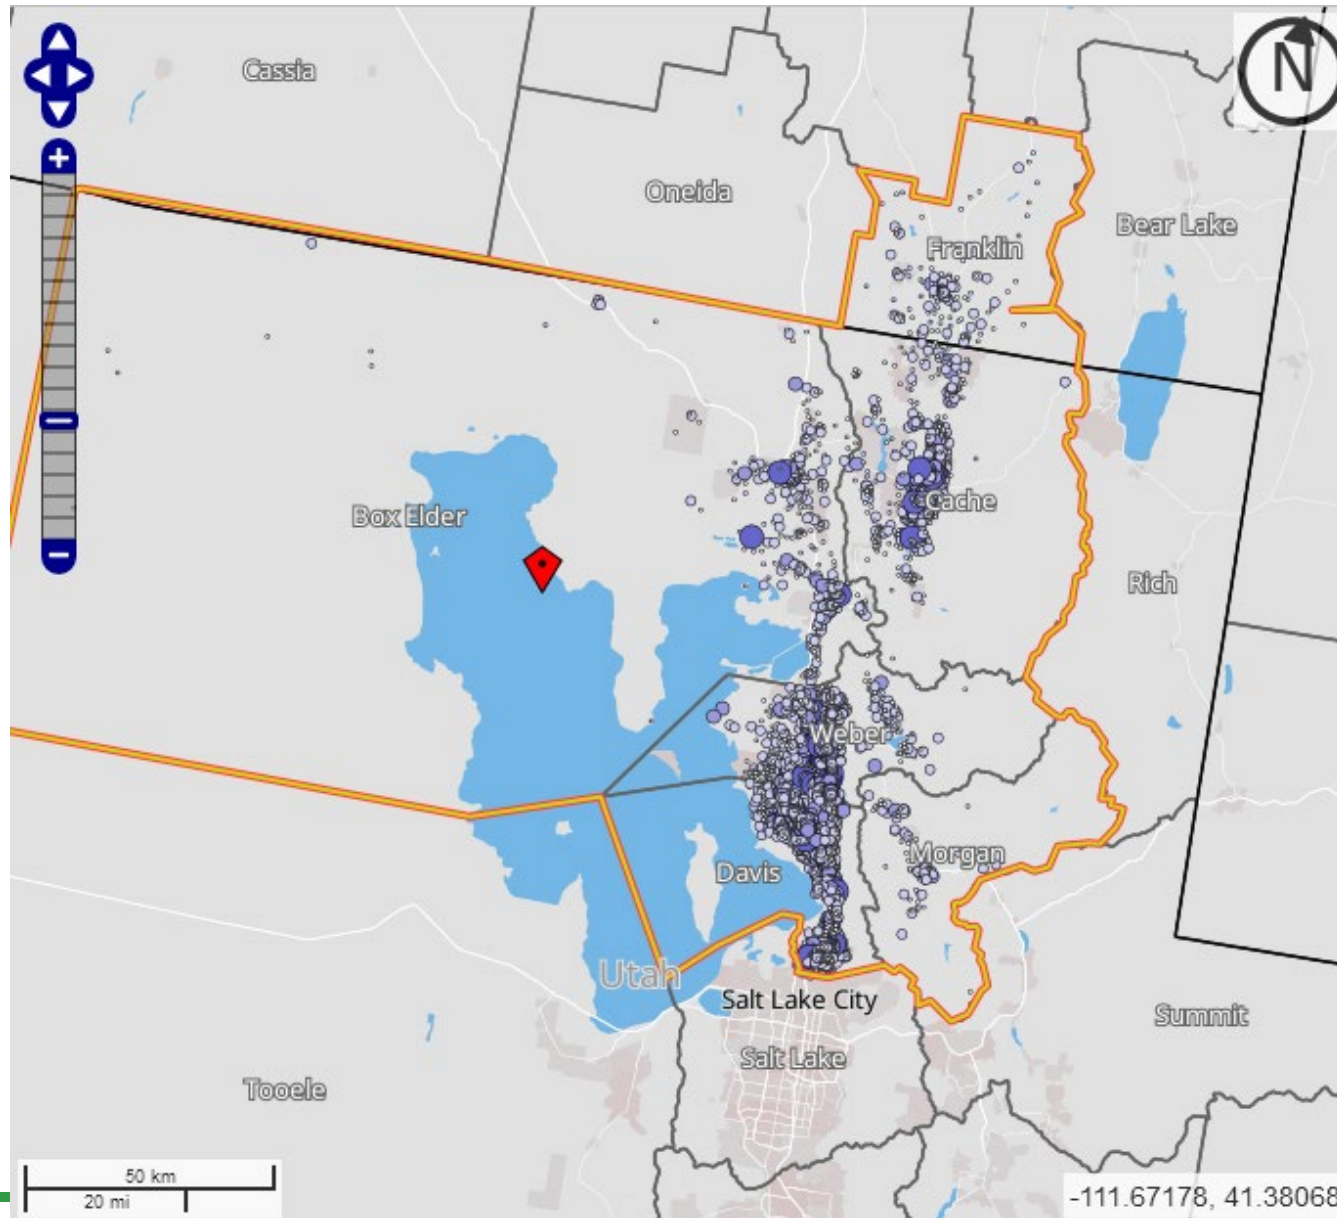 N
Cassia
Oneida
Bear Lake
Franklin
Box Elder
Cache
Rich
Weber
Morgan
Davis
Utah
Salt Lake City
Summit
Salt Lake
Tooele
50 km
20 mi
-111.67178, 41.38068